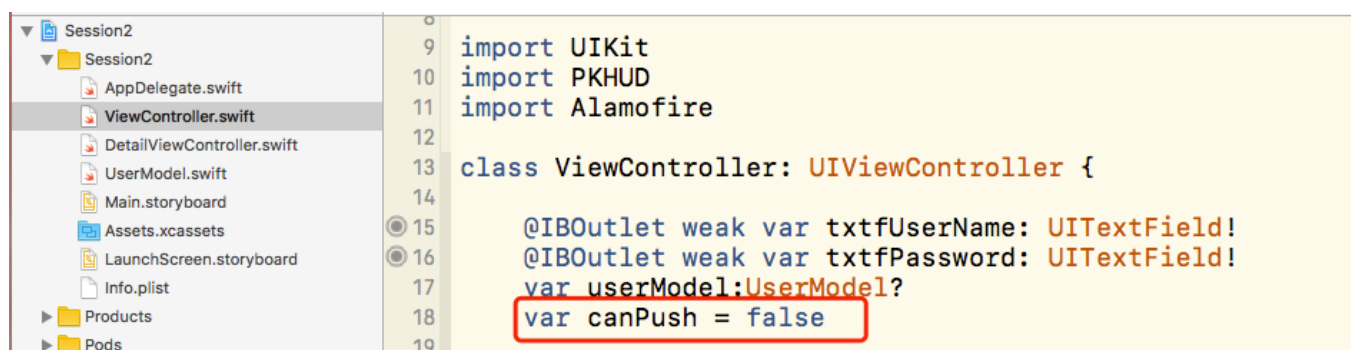 Session2
Session2
AppDelegate.swift
ViewController.swift
DetailViewController.swift
UserModel.swift
Main.storyboard
Assets.xcassets
LaunchScreen.storyboard
Info.plist
Products
Pods
8
9 import UIKit
10 import PKHUD
11 import Alamofire
12
13 class ViewController: UIViewController {
14
15 @IBOutlet weak var txtfUserName: UITextField!
16 @IBOutlet weak var txtfPassword: UITextField!
17 var userModel:UserModel?
18 var canPush = false
19